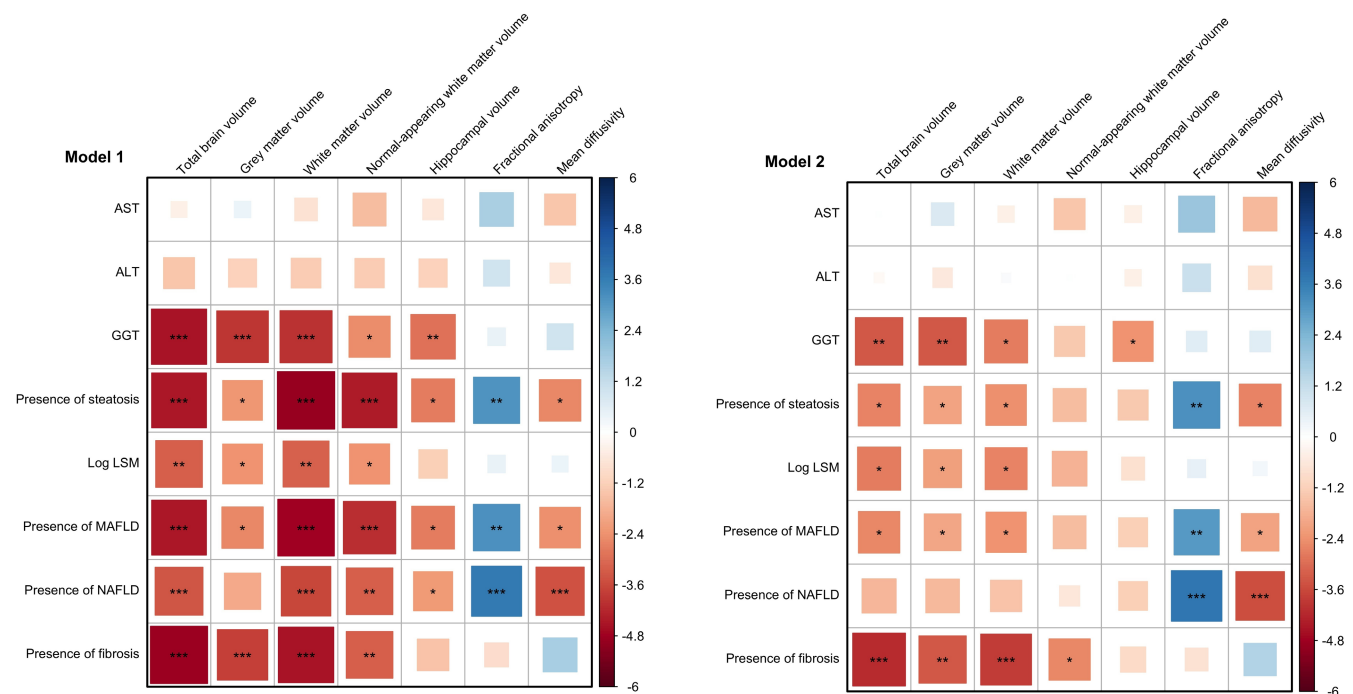 Model 1
Total brain volume
Grey matter volume
White matter volume
Normal-appearing white matter volume
Hippocampal volume
Fractional anisotropy
Mean diffusivity
AST
ALT
GGT *** *** *** * **
Presence of steatosis *** * *** *** * ** *
Log LSM ** * ** *
Presence of MAFLD *** * *** *** * ** *
Presence of NAFLD *** *** ** * *** ***
Presence of fibrosis *** *** *** **
6
4.8
3.6
2.4
1.2
0
-1.2
-2.4
-3.6
-4.8
-6
Model 2
Total brain volume
Grey matter volume
White matter volume
Normal-appearing white matter volume
Hippocampal volume
Fractional anisotropy
Mean diffusivity
AST
ALT
GGT ** ** * *
Presence of steatosis * * * ** *
Log LSM * * *
Presence of MAFLD * * * ** *
Presence of NAFLD *** ***
Presence of fibrosis *** ** *** *
6
4.8
3.6
2.4
1.2
0
-1.2
-2.4
-3.6
-4.8
-6